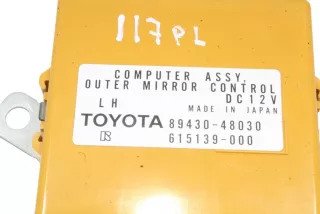 117PL
COMPUTER ASSY,
OUTER MIRROR CONTROL
LH DC12V
MADE IN JAPAN
TOYOTA 89430-48030
R 615139-000